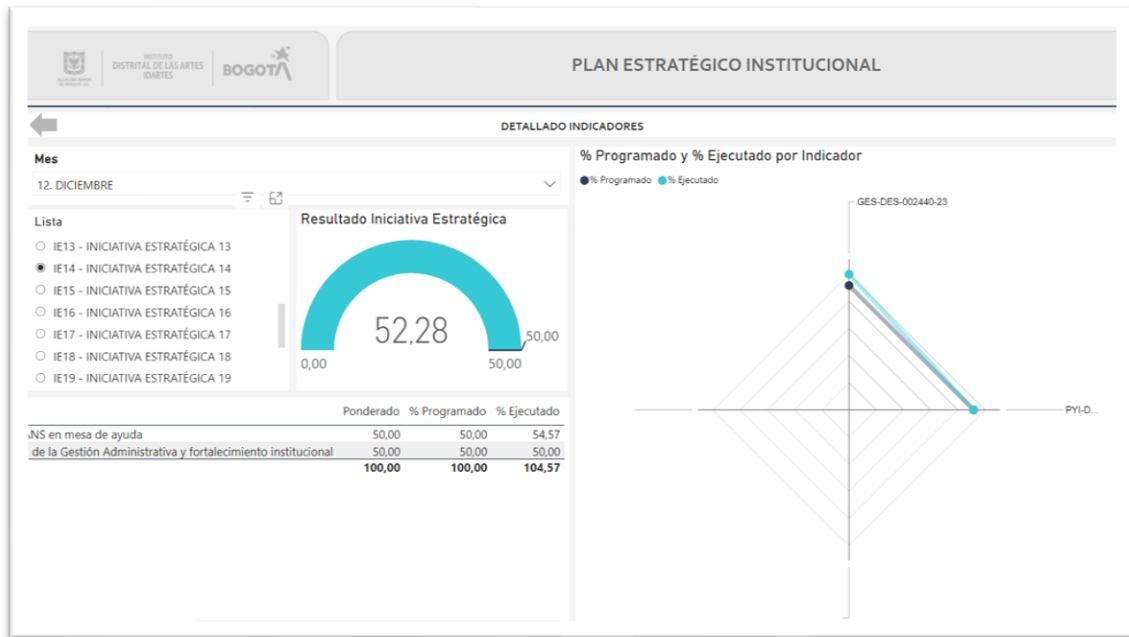 INSTITUTO
DISTRITAL DE LAS ARTES
IDARTES
BOGOTÁ
PLAN ESTRATÉGICO INSTITUCIONAL
DETALLADO INDICADORES
Mes
12. DICIEMBRE
Lista
IE13 - INICIATIVA ESTRATÉGICA 13
IE14 - INICIATIVA ESTRATÉGICA 14
IE15 - INICIATIVA ESTRATÉGICA 15
IE16 - INICIATIVA ESTRATÉGICA 16
IE17 - INICIATIVA ESTRATÉGICA 17
IE18 - INICIATIVA ESTRATÉGICA 18
IE19 - INICIATIVA ESTRATÉGICA 19
Resultado Iniciativa Estratégica
52,28
50,00
0,00 50,00
Ponderado % Programado % Ejecutado
ANS en mesa de ayuda 50,00 50,00 54,57
de la Gestión Administrativa y fortalecimiento institucional 50,00 50,00 50,00
100,00 100,00 104,57
% Programado y % Ejecutado por Indicador
% Programado % Ejecutado
GES-DES-002440-23
PYI-D...